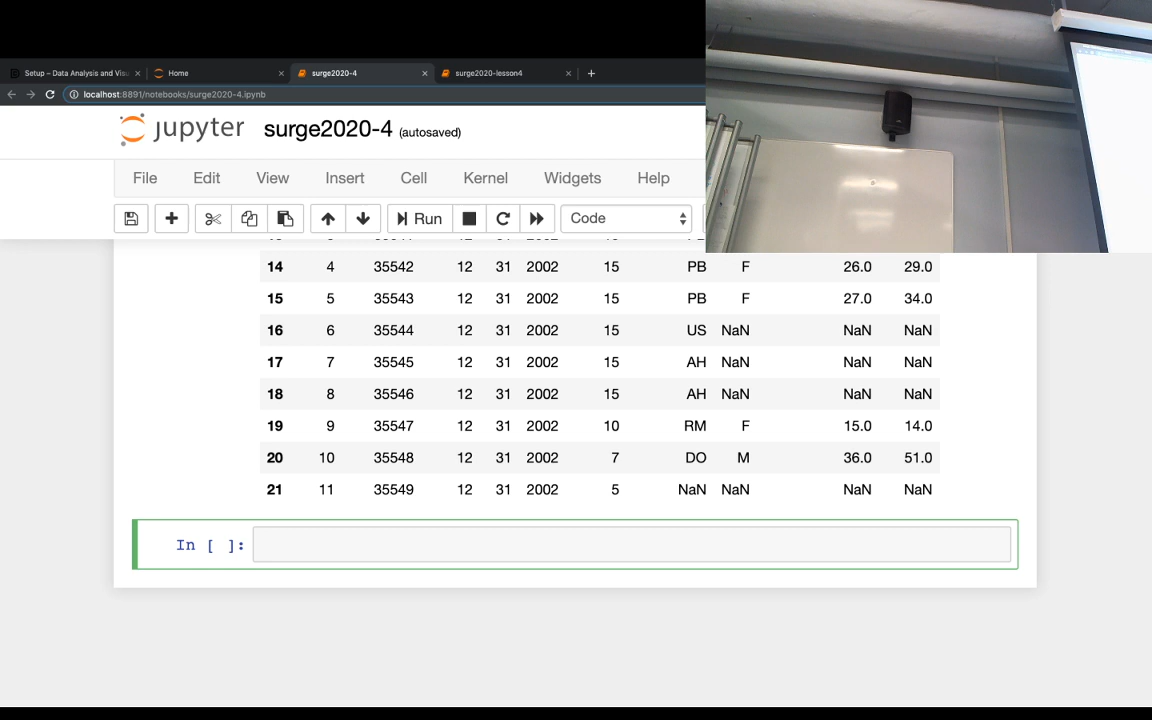 Setup – Data Analysis and Visu
Home
surge2020-4
surge2020-lesson4
localhost:8891/notebooks/surge2020-4.ipynb
jupyter surge2020-4 (autosaved)
File Edit View Insert Cell Kernel Widgets Help
Run Code
14 4 35542 12 31 2002 15 PB F 26.0 29.0
15 5 35543 12 31 2002 15 PB F 27.0 34.0
16 6 35544 12 31 2002 15 US NaN NaN NaN
17 7 35545 12 31 2002 15 AH NaN NaN NaN
18 8 35546 12 31 2002 15 AH NaN NaN NaN
19 9 35547 12 31 2002 10 RM F 15.0 14.0
20 10 35548 12 31 2002 7 DO M 36.0 51.0
21 11 35549 12 31 2002 5 NaN NaN NaN NaN
In [ ]: